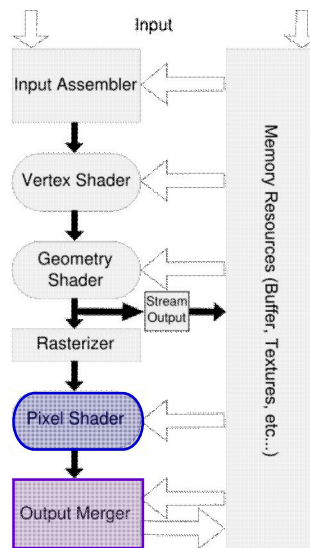 Input
Input Assembler
Vertex Shader
Geometry
Shader
Stream
Output
Rasterizer
Pixel Shader
Output Merger
Memory Resources (Buffer, Textures, etc...)